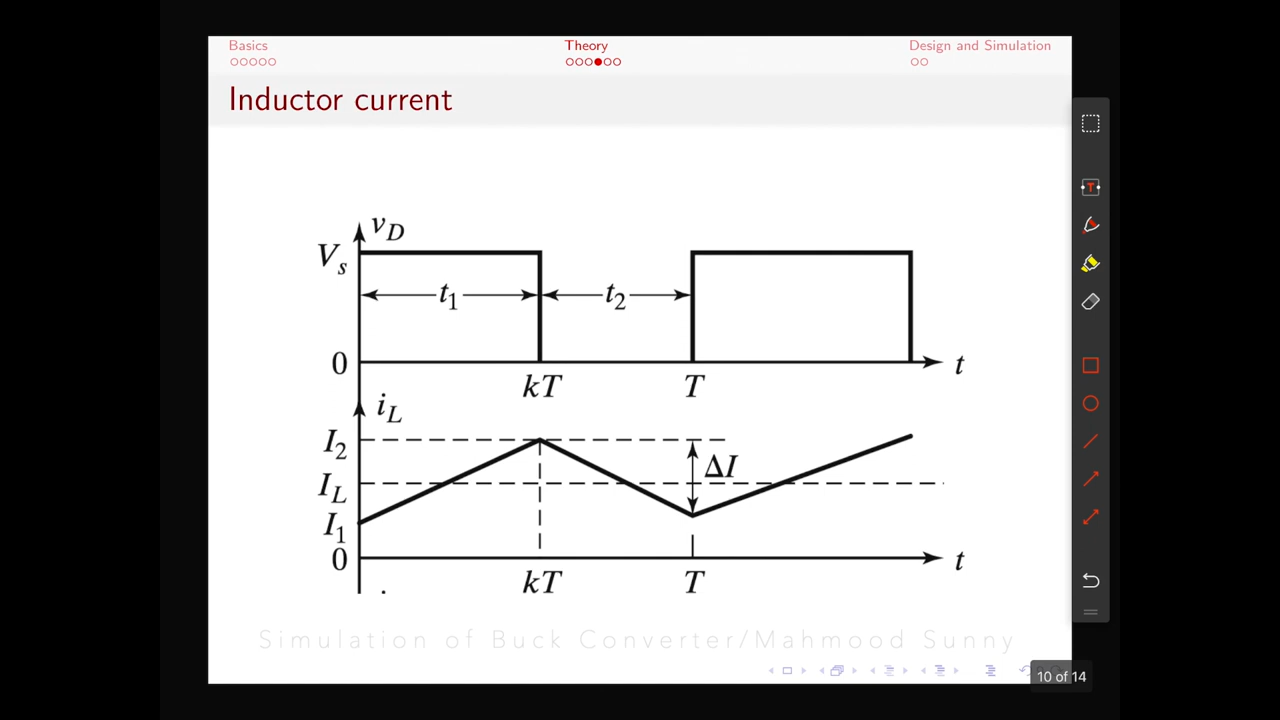 Basics Theory Design and Simulation
Inductor current
v_D
V_s
t_1 t_2
0 t
kT T
i_L
I_2
ΔI
I_L
I_1
0 t
kT T
Simulation of Buck Converter/Mahmood Sunny
10 of 14
T